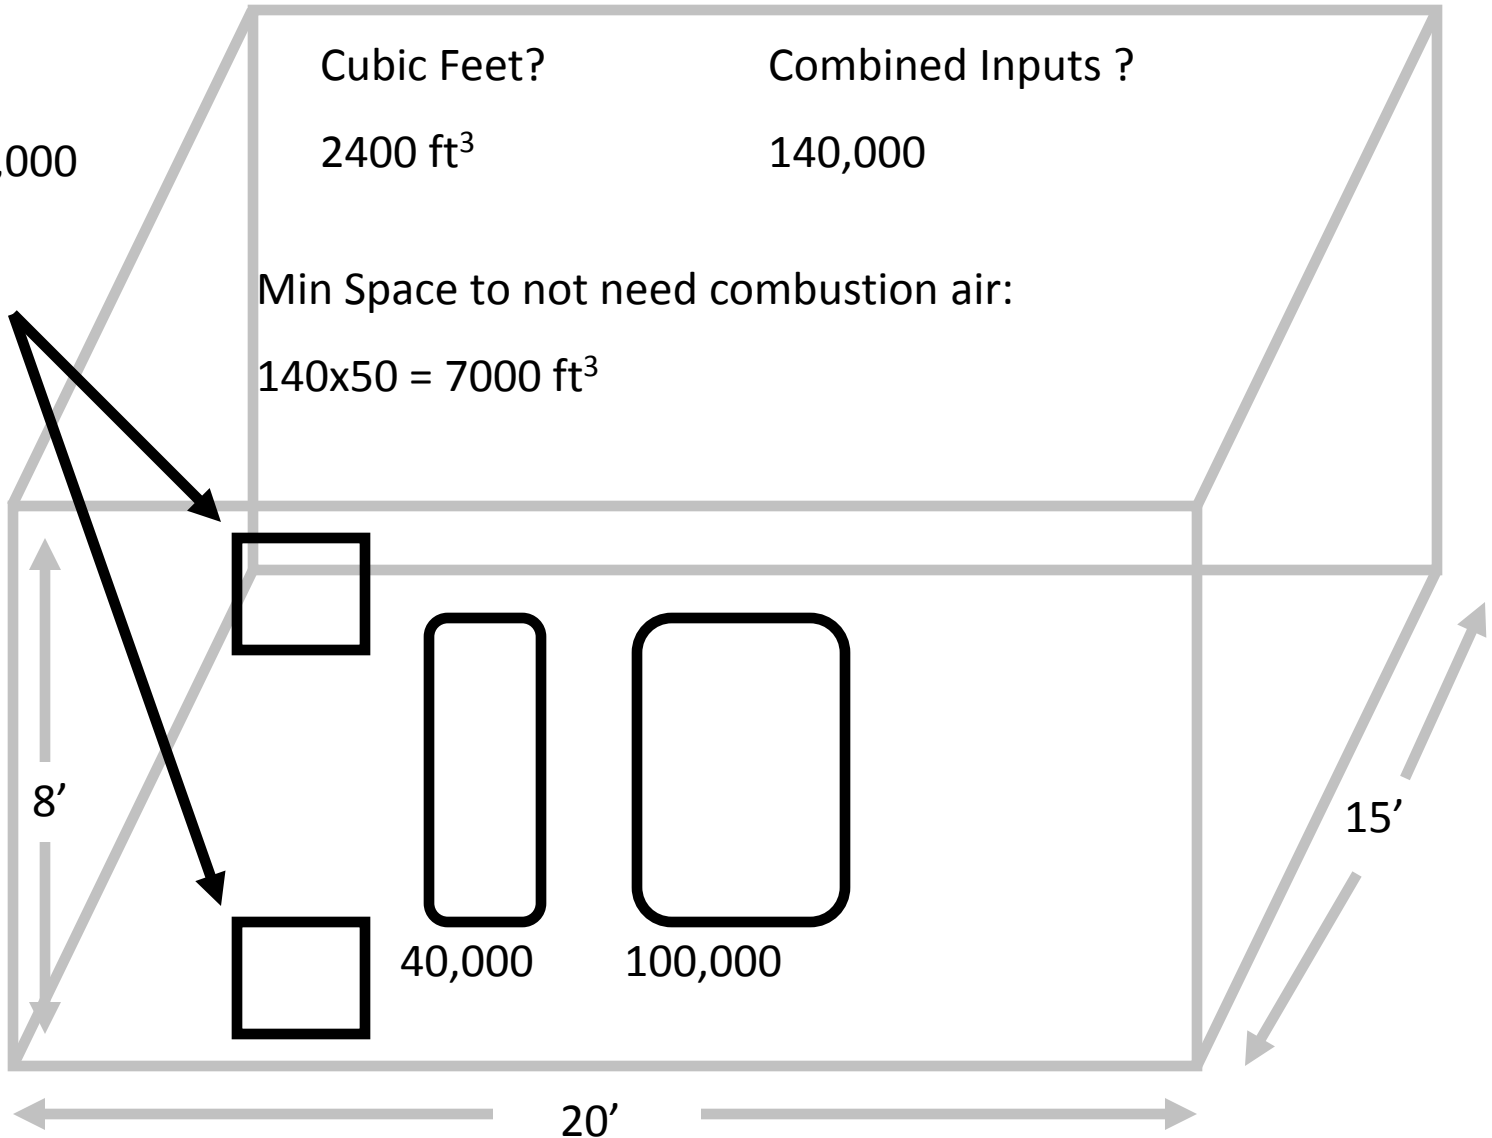 Cubic Feet? Combined Inputs ?
,000
2400 ft³ 140,000
Min Space to not need combustion air:
140x50 = 7000 ft³
8’
15’
40,000 100,000
20’